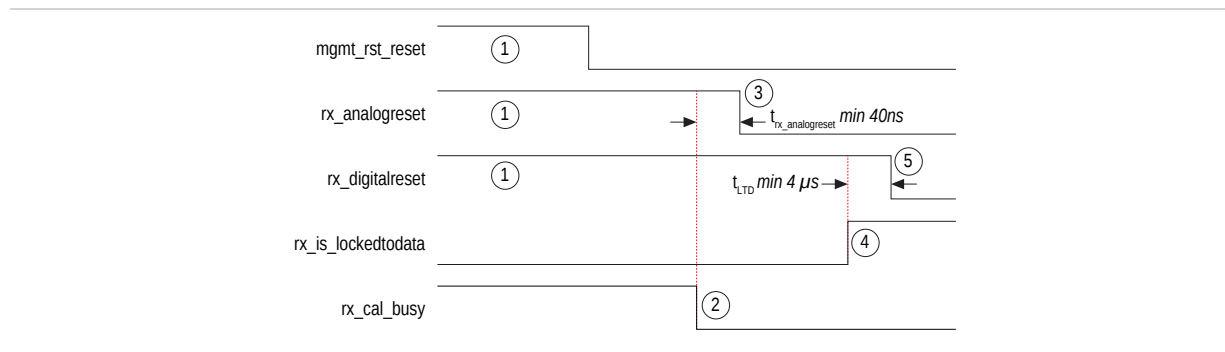 mgmt_rst_reset ①
③
rx_analogreset ① t_rx_analogreset min 40ns
⑤
rx_digitalreset ① t_LTD min 4 µs
rx_is_lockedtodata ④
rx_cal_busy ②